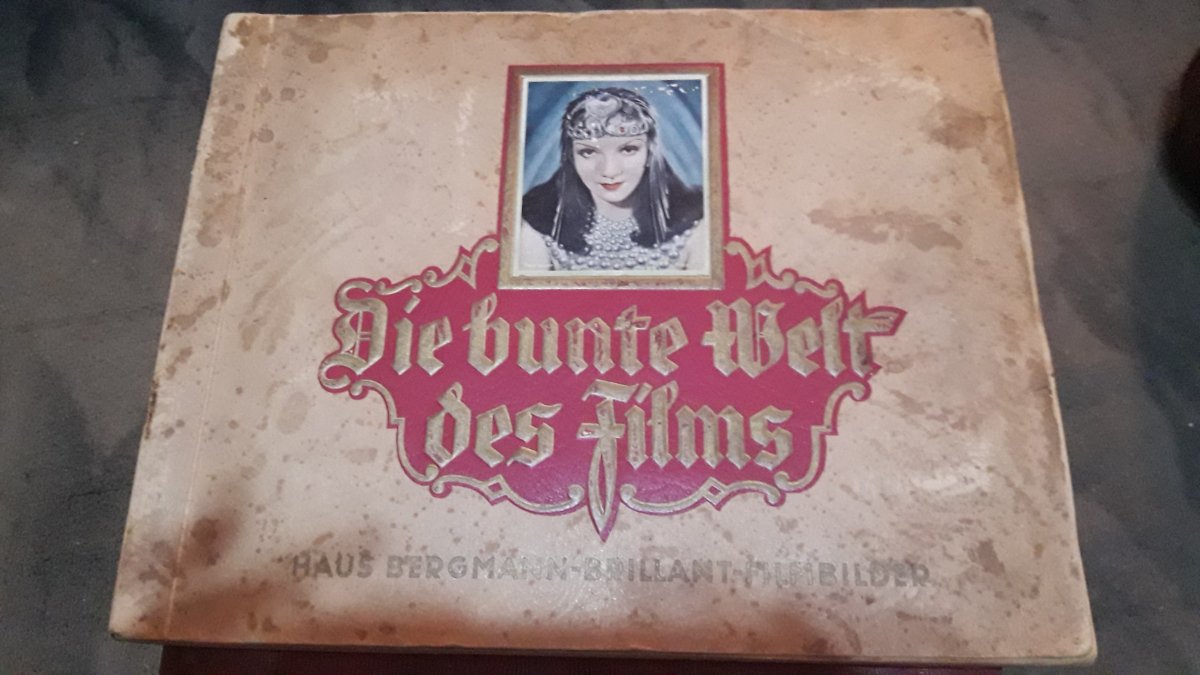 Die bunte Welt
des Films
HAUS BERGMANN-BRILLANT-FILMBILDER